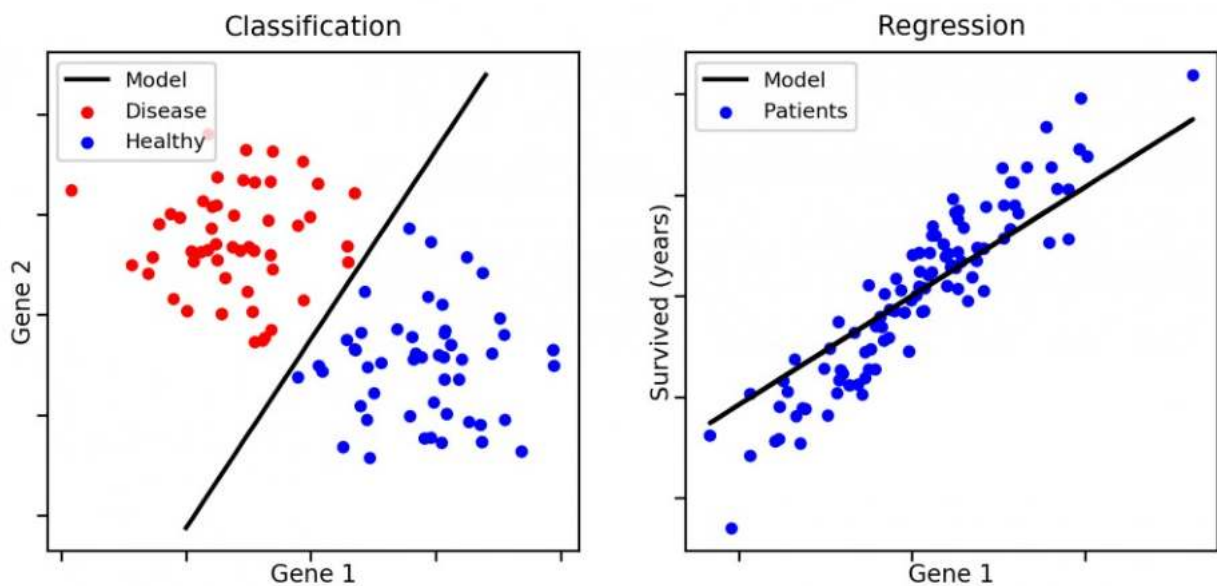 Classification
Model
Disease
Healthy
Gene 2
Gene 1
Regression
Model
Patients
Survived (years)
Gene 1